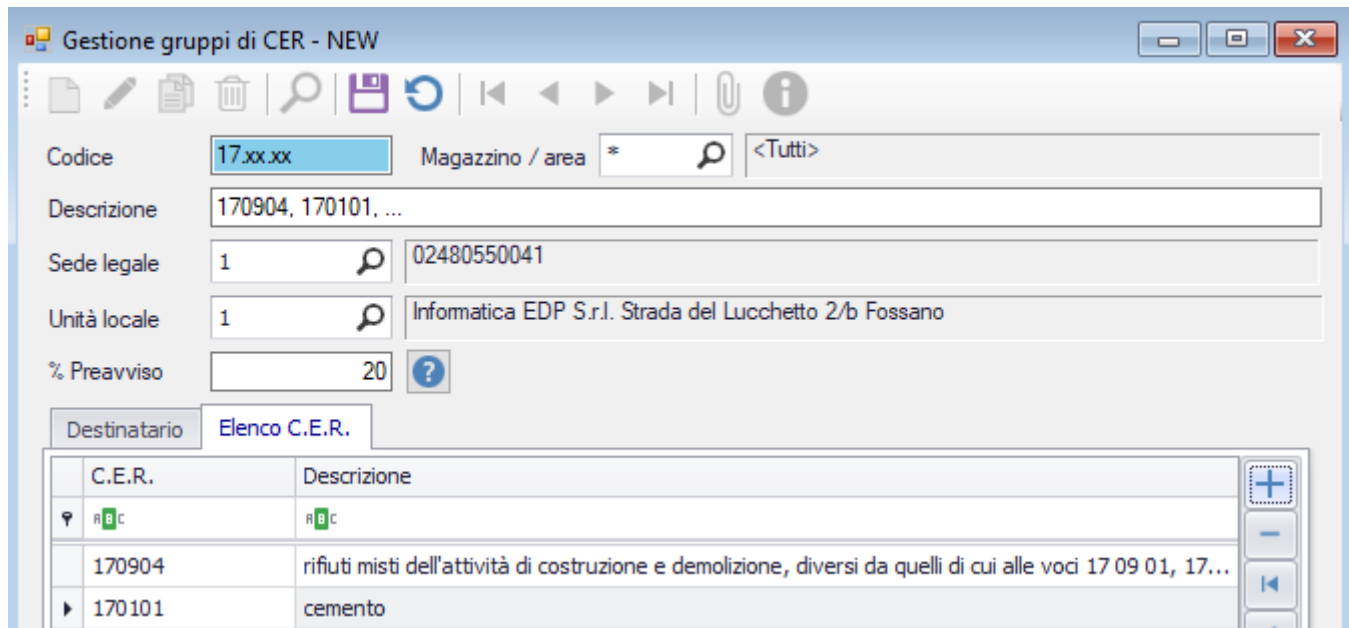 Gestione gruppi di CER - NEW
Codice 17.xx.xx Magazzino / area * <Tutti>
Descrizione 170904, 170101, ...
Sede legale 1 02480550041
Unità locale 1 Informatica EDP S.r.l. Strada del Lucchetto 2/b Fossano
% Preavviso 20 ?
Destinatario Elenco C.E.R.
C.E.R. Descrizione
ABC ABC
170904 rifiuti misti dell'attività di costruzione e demolizione, diversi da quelli di cui alle voci 17 09 01, 17...
170101 cemento